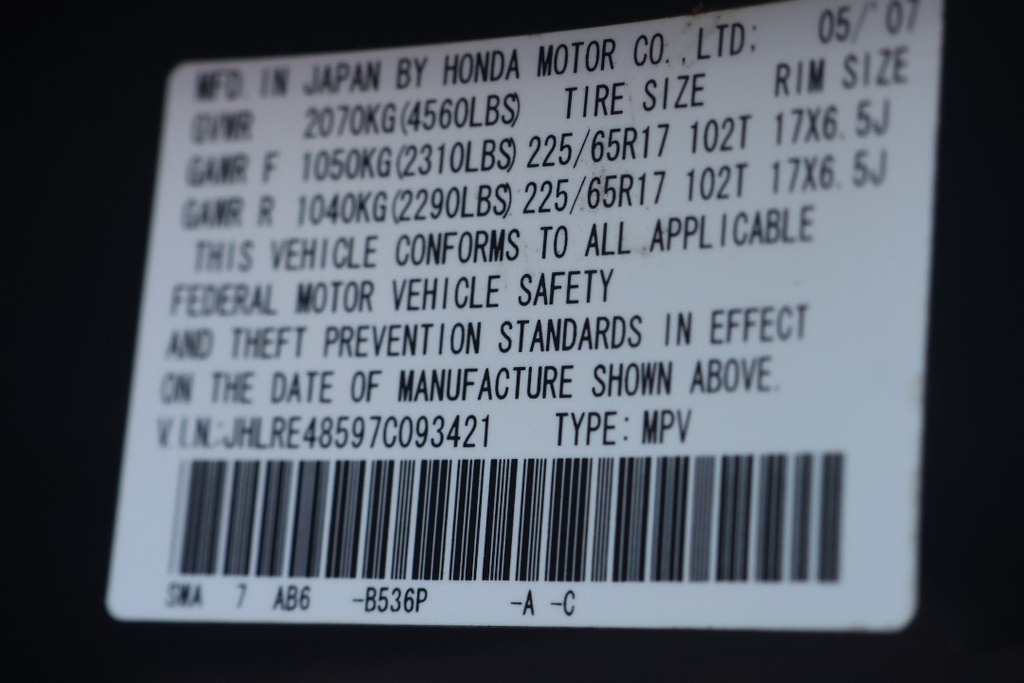 MFD. IN JAPAN BY HONDA MOTOR CO., LTD. 05/'07
GVWR 2070KG(4560LBS) TIRE SIZE RIM SIZE
GAWR F 1050KG(2310LBS) 225/65R17 102T 17X6.5J
GAWR R 1040KG(2290LBS) 225/65R17 102T 17X6.5J
THIS VEHICLE CONFORMS TO ALL APPLICABLE
FEDERAL MOTOR VEHICLE SAFETY
AND THEFT PREVENTION STANDARDS IN EFFECT
ON THE DATE OF MANUFACTURE SHOWN ABOVE.
V.I.N.:JHLRE48597C093421 TYPE: MPV
SWA 7 AB6 -B536P -A -C